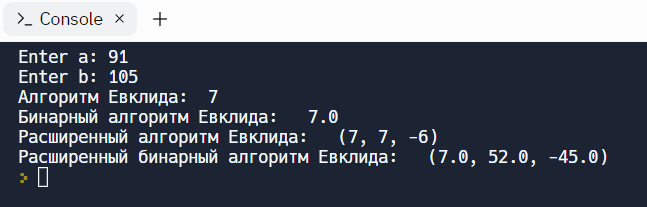 Console
Enter a: 91
Enter b: 105
Алгоритм Евклида: 7
Бинарный алгоритм Евклида: 7.0
Расширенный алгоритм Евклида: (7, 7, -6)
Расширенный бинарный алгоритм Евклида: (7.0, 52.0, -45.0)